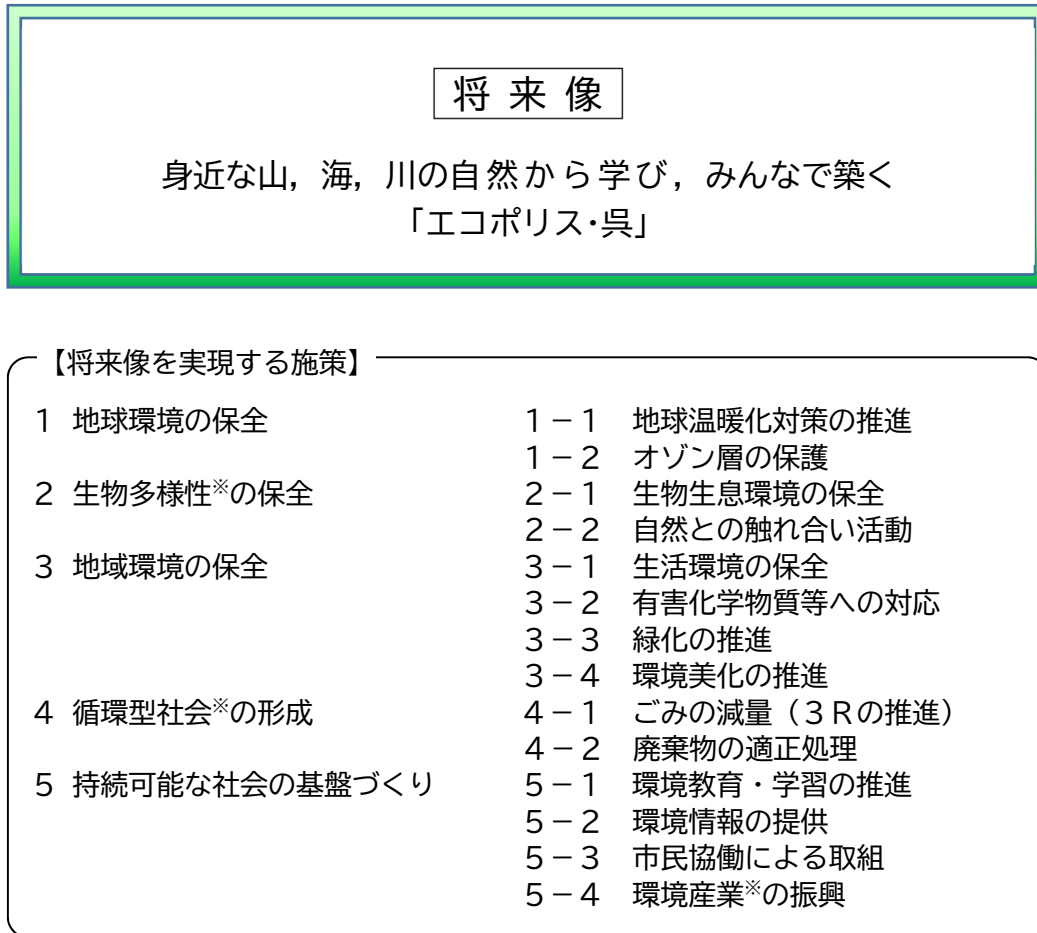 将来像
身近な山，海，川の自然から学び，みんなで築く
「エコポリス・呉」
【将来像を実現する施策】
１ 地球環境の保全 １－１ 地球温暖化対策の推進
１－２ オゾン層の保護
２ 生物多様性※の保全 ２－１ 生物生息環境の保全
２－２ 自然との触れ合い活動
３ 地域環境の保全 ３－１ 生活環境の保全
３－２ 有害化学物質等への対応
３－３ 緑化の推進
３－４ 環境美化の推進
４ 循環型社会※の形成 ４－１ ごみの減量（３Ｒの推進）
４－２ 廃棄物の適正処理
５ 持続可能な社会の基盤づくり ５－１ 環境教育・学習の推進
５－２ 環境情報の提供
５－３ 市民協働による取組
５－４ 環境産業※の振興